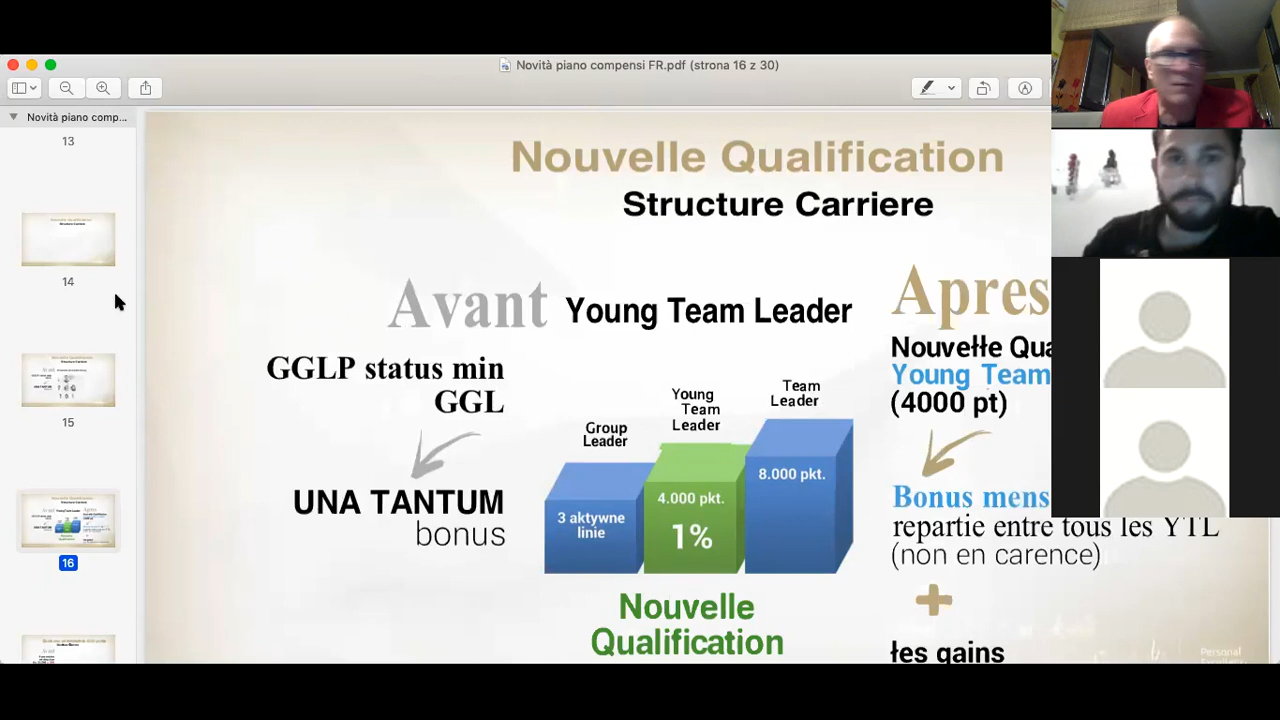 Novità piano compensi FR.pdf (strona 16 z 30)
Novità piano comp...
13
14
15
16
Nouvelle Qualification
Structure Carriere
Avant
Young Team Leader
Apres
GGLP status min
GGL
UNA TANTUM
bonus
Group
Leader
Young
Team
Leader
Team
Leader
3 aktywne
linie
4.000 pkt.
1%
8.000 pkt.
Nouvelle
Qualification
Nouvełłe Qua
Young Team
(4000 pt)
Bonus mens
repartie entre tous les YTL
(non en carence)
+
łes gains
Personal